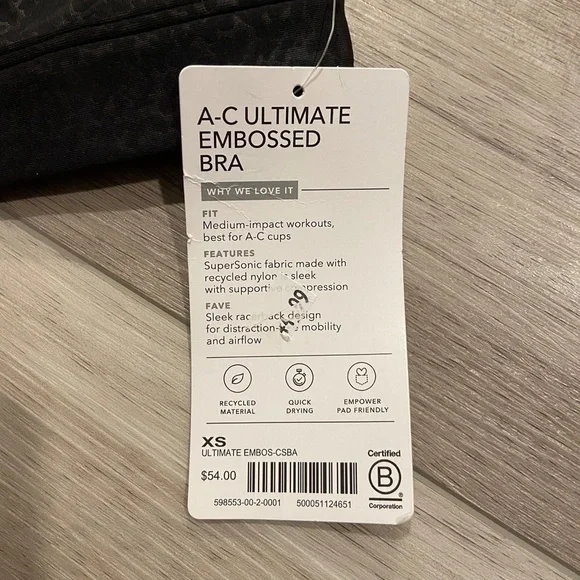 A-C ULTIMATE
EMBOSSED
BRA
WHY WE LOVE IT
FIT
Medium-impact workouts,
best for A-C cups
FEATURES
SuperSonic fabric made with
recycled nylon is sleek
with supportive compression
FAVE
Sleek racerback design
for distraction-free mobility
and airflow
RECYCLED
MATERIAL
QUICK
DRYING
EMPOWER
PAD FRIENDLY
XS
ULTIMATE EMBOS-CSBA
$54.00
598553-00-2-0001 500051124651
Certified
B
®
Corporation